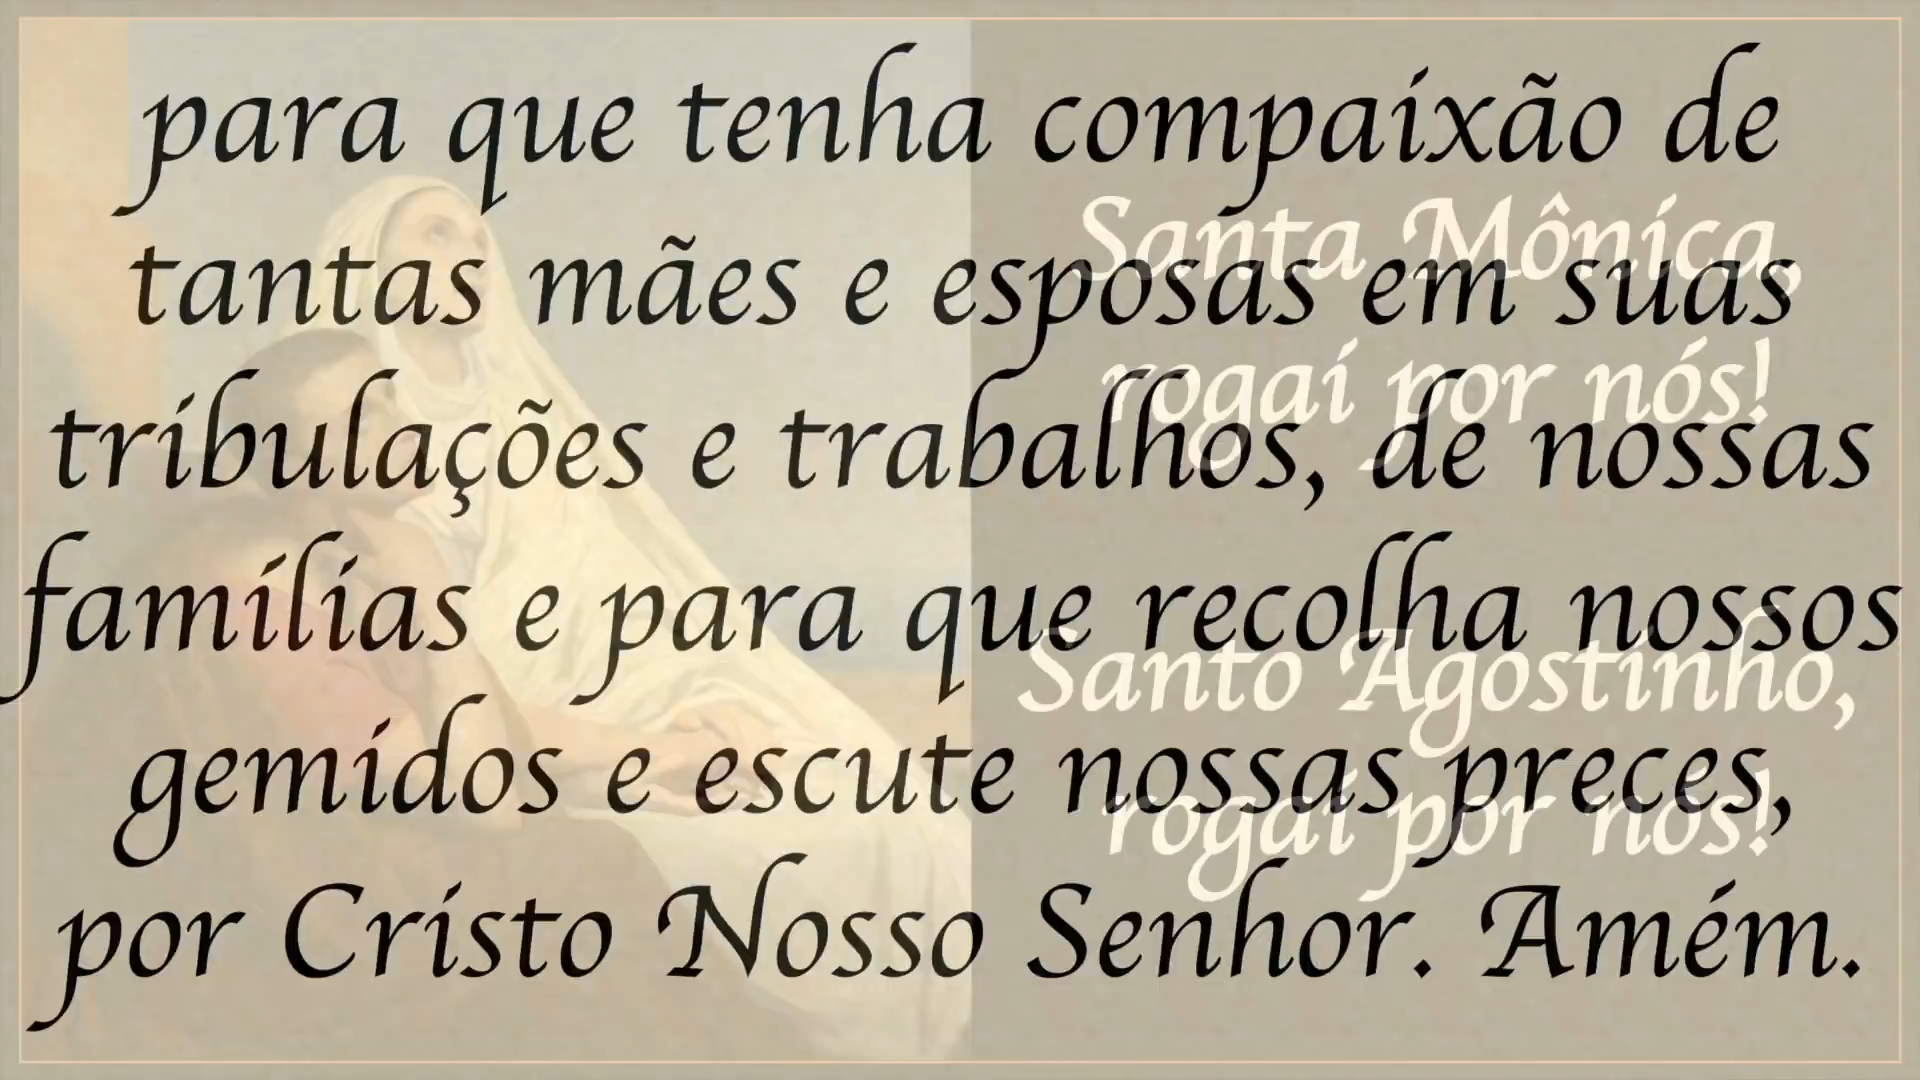 para que tenha compaixão de
tantas mães e esposas em suas
tribulações e trabalhos, de nossas
famílias e para que recolha nossos
gemidos e escute nossas preces,
por Cristo Nosso Senhor. Amém.
Santa Mônica,
rogai por nós!
Santo Agostinho,
rogai por nós!